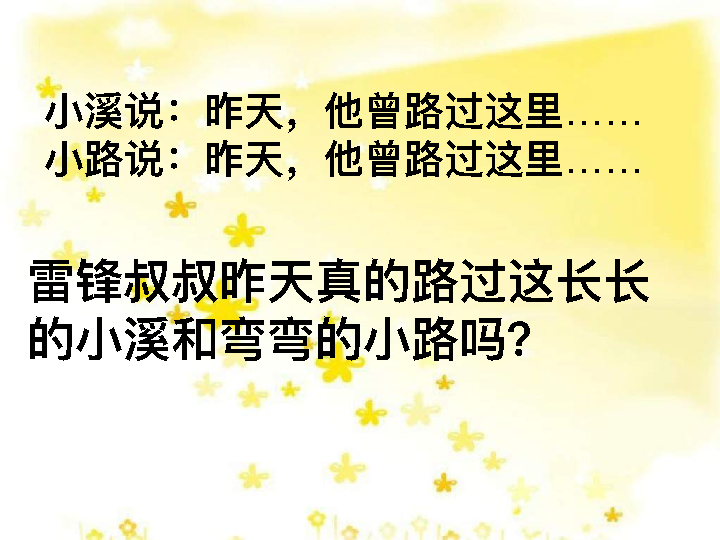 小溪说：昨天，他曾路过这里……
小路说：昨天，他曾路过这里……
雷锋叔叔昨天真的路过这长长
的小溪和弯弯的小路吗?